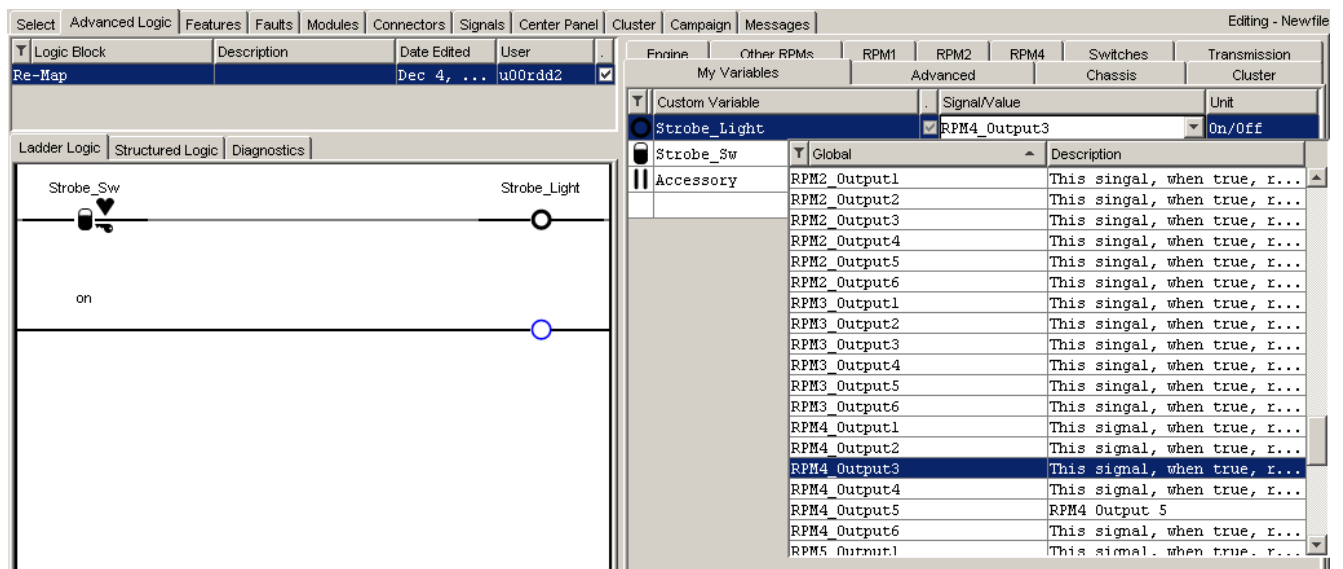 Select Advanced Logic Features Faults Modules Connectors Signals Center Panel Cluster Campaign Messages Editing - Newfile
Logic Block Description Date Edited User .
Re-Map Dec 4, ... u00rdd2
Ladder Logic Structured Logic Diagnostics
Strobe_Sw Strobe_Light
on
Engine Other RPMs RPM1 RPM2 RPM4 Switches Transmission
My Variables Advanced Chassis Cluster
Custom Variable . Signal/Value Unit
Strobe_Light RPM4_Output3 On/Off
Strobe_Sw
Accessory
Global Description
RPM2_Output1 This singal, when true, r...
RPM2_Output2 This singal, when true, r...
RPM2_Output3 This singal, when true, r...
RPM2_Output4 This singal, when true, r...
RPM2_Output5 This singal, when true, r...
RPM2_Output6 This singal, when true, r...
RPM3_Output1 This singal, when true, r...
RPM3_Output2 This singal, when true, r...
RPM3_Output3 This singal, when true, r...
RPM3_Output4 This singal, when true, r...
RPM3_Output5 This singal, when true, r...
RPM3_Output6 This singal, when true, r...
RPM4_Output1 This signal, when true, r...
RPM4_Output2 This signal, when true, r...
RPM4_Output3 This signal, when true, r...
RPM4_Output4 This signal, when true, r...
RPM4_Output5 RPM4 Output 5
RPM4_Output6 This signal, when true, r...
RPM5_Output1 This signal, when true, r...